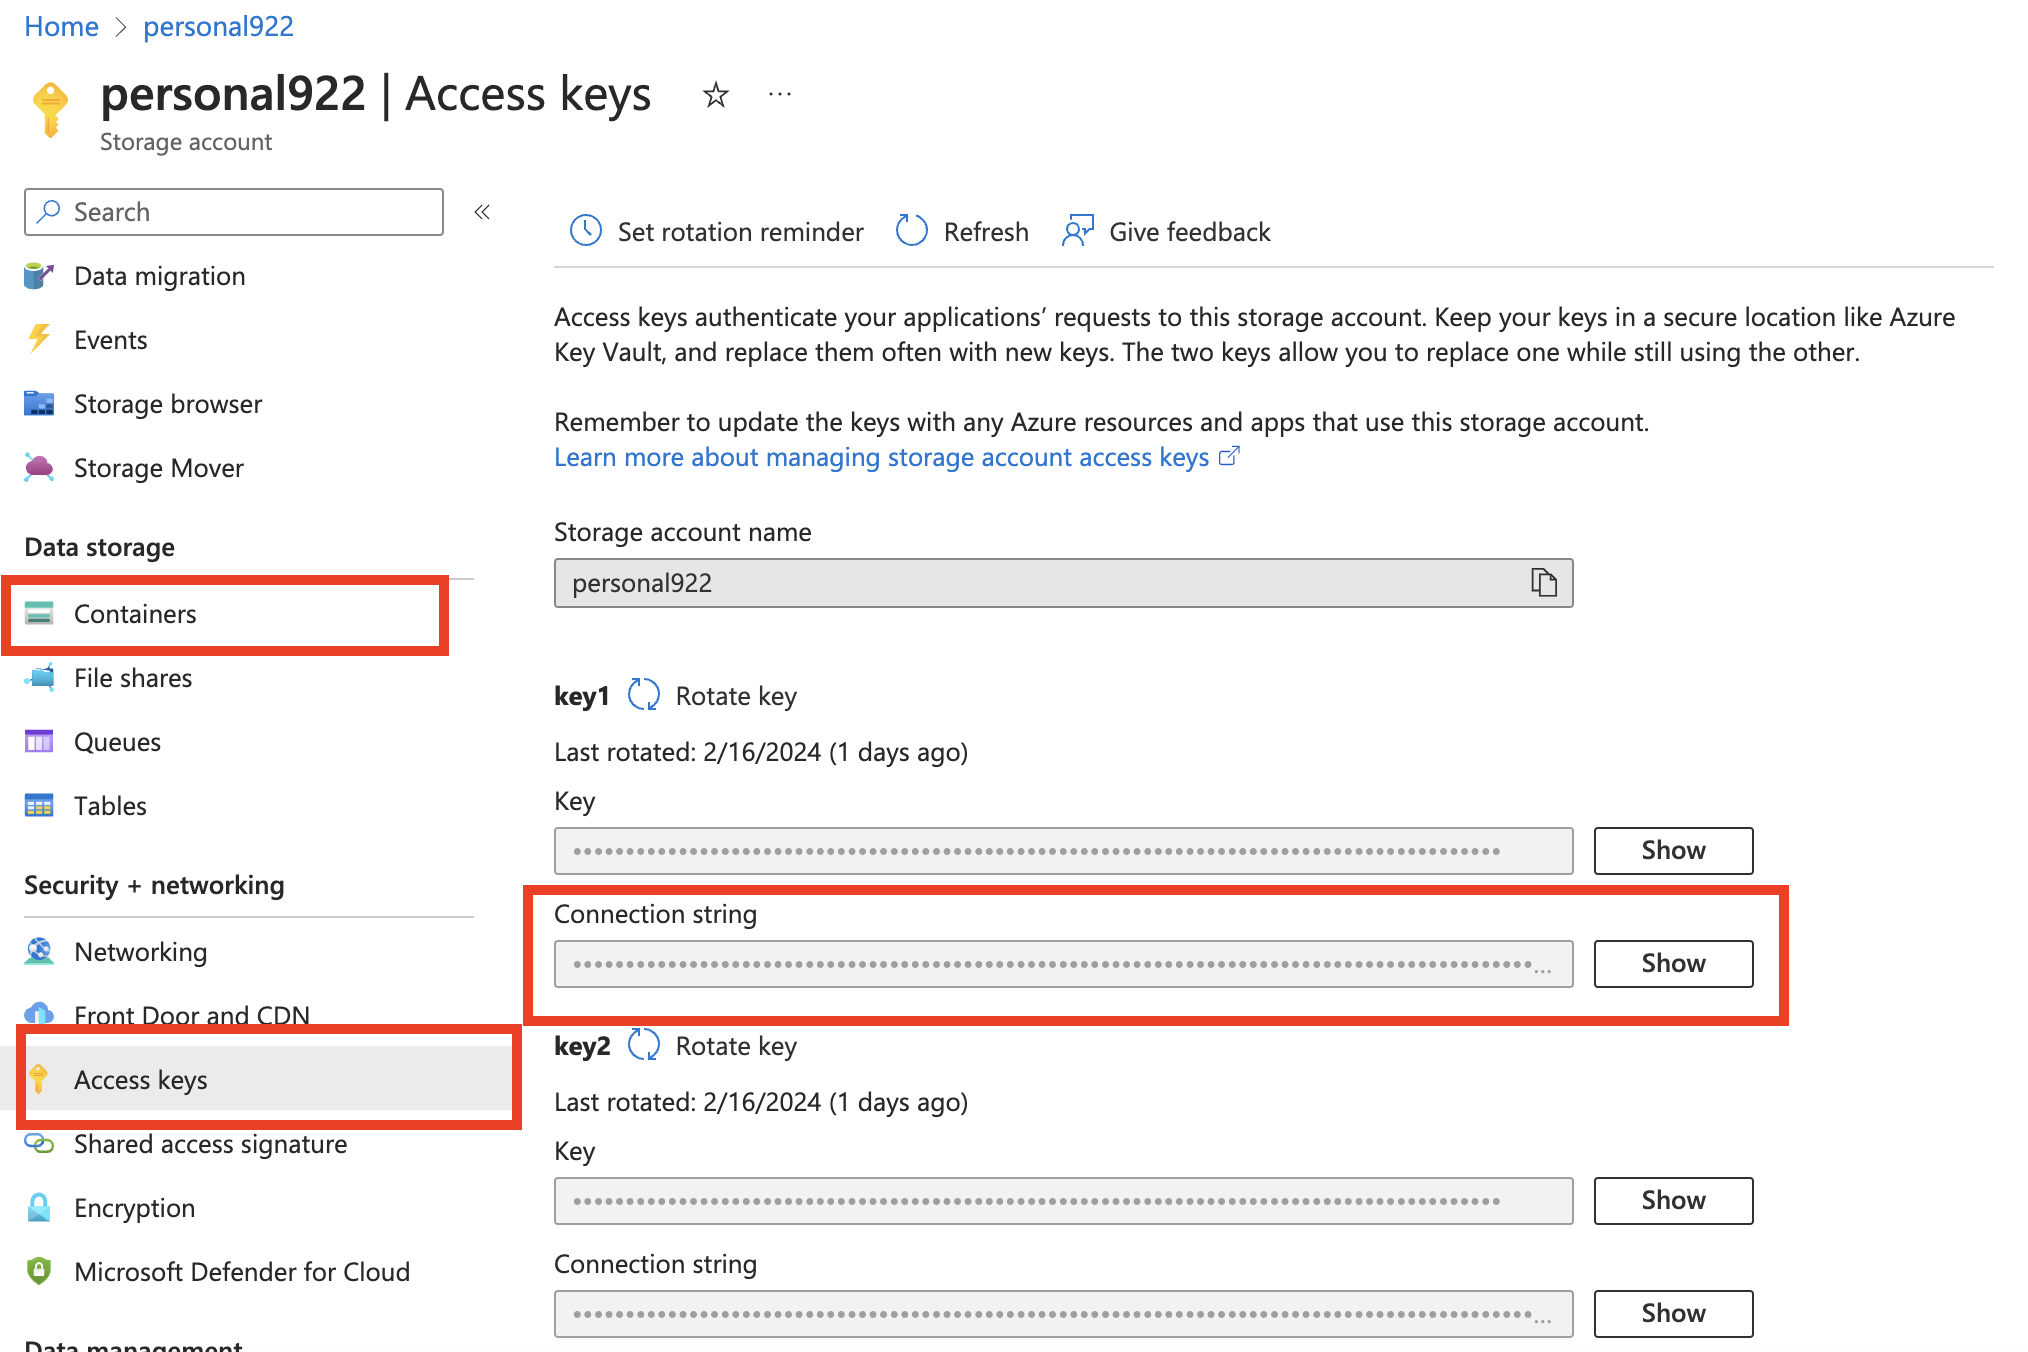 Home > personal922
personal922 | Access keys ☆ ...
Storage account
Search «
Data migration
Events
Storage browser
Storage Mover
Data storage
Containers
File shares
Queues
Tables
Security + networking
Networking
Front Door and CDN
Access keys
Shared access signature
Encryption
Microsoft Defender for Cloud
Data management
Set rotation reminder Refresh Give feedback
Access keys authenticate your applications’ requests to this storage account. Keep your keys in a secure location like Azure
Key Vault, and replace them often with new keys. The two keys allow you to replace one while still using the other.
Remember to update the keys with any Azure resources and apps that use this storage account.
Learn more about managing storage account access keys
Storage account name
personal922
key1 Rotate key
Last rotated: 2/16/2024 (1 days ago)
Key
Show
Connection string
Show
key2 Rotate key
Last rotated: 2/16/2024 (1 days ago)
Key
Show
Connection string
Show